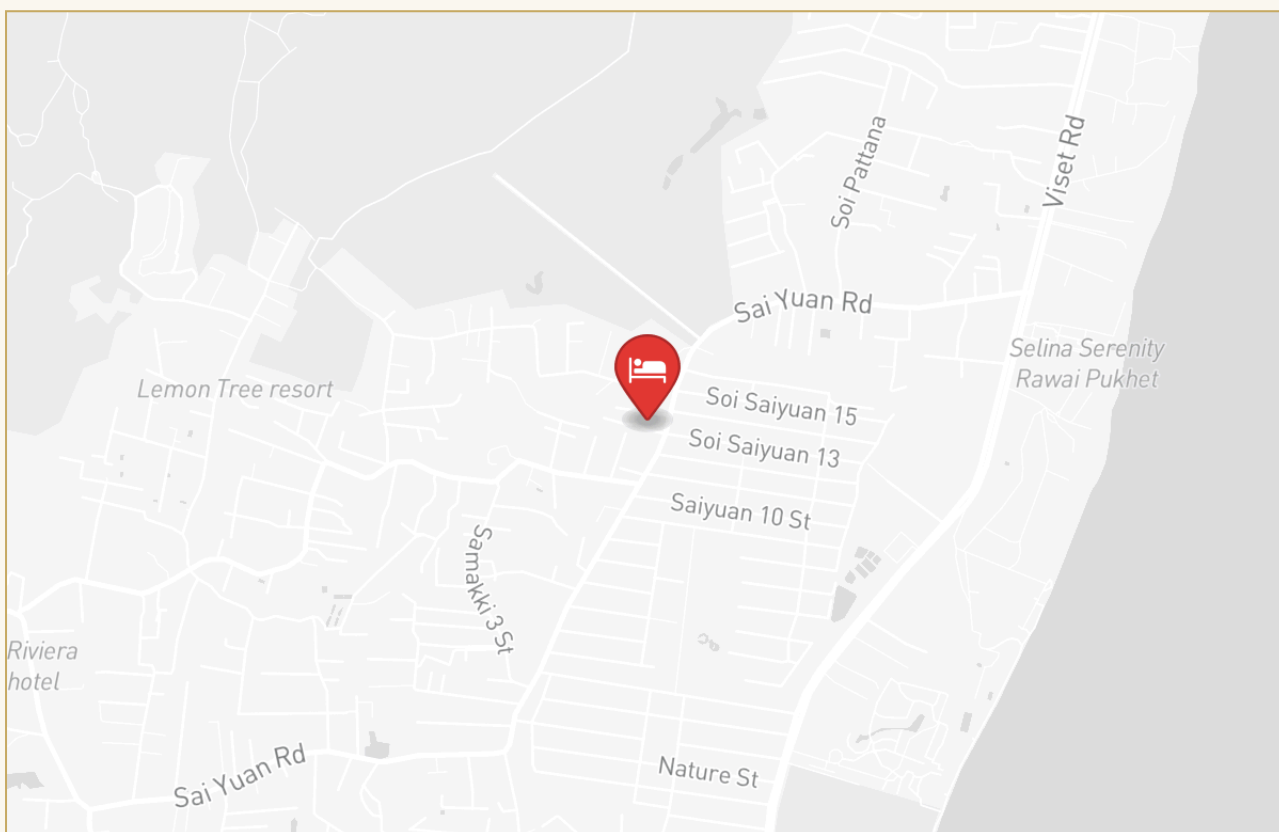 Soi Pattana
Viset Rd
Sai Yuan Rd
Selina Serenity
Rawai Pukhet
Lemon Tree resort
Soi Saiyuan 15
Soi Saiyuan 13
Saiyuan 10 St
Samakki 3 St
Riviera
hotel
Sai Yuan Rd
Nature St